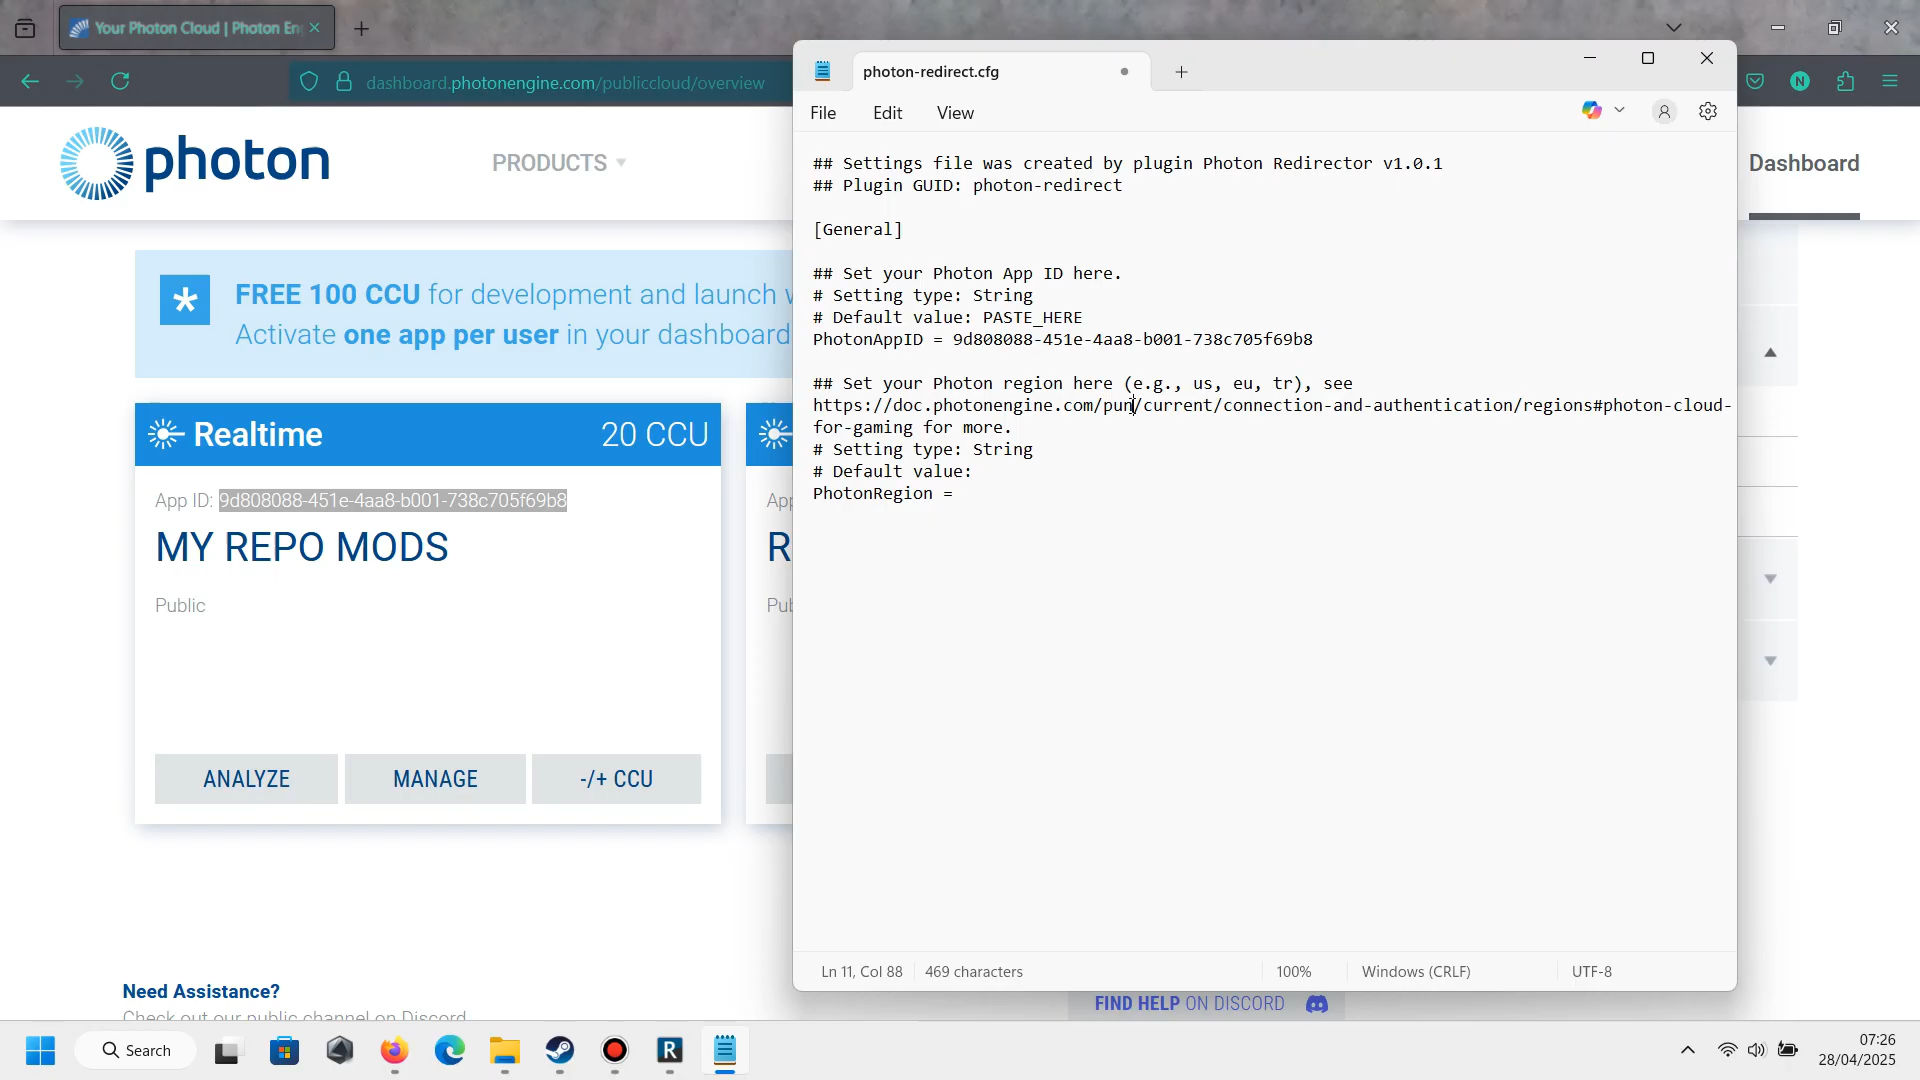 Your Photon Cloud | Photon En
dashboard.photonengine.com/publiccloud/overview
photon
PRODUCTS
Dashboard
FREE 100 CCU for development and launch
Activate one app per user in your dashboard
Realtime 20 CCU
App ID: 9d808088-451e-4aa8-b001-738c705f69b8
MY REPO MODS
Public
ANALYZE
MANAGE
-/+ CCU
Need Assistance?
Check out our public channel on Discord
FIND HELP ON DISCORD
photon-redirect.cfg
File Edit View
## Settings file was created by plugin Photon Redirector v1.0.1
## Plugin GUID: photon-redirect
[General]
## Set your Photon App ID here.
# Setting type: String
# Default value: PASTE_HERE
PhotonAppID = 9d808088-451e-4aa8-b001-738c705f69b8
## Set your Photon region here (e.g., us, eu, tr), see
https://doc.photonengine.com/pun/current/connection-and-authentication/regions#photon-cloud-
for-gaming for more.
# Setting type: String
# Default value:
PhotonRegion =
Ln 11, Col 88
469 characters
100%
Windows (CRLF)
UTF-8
Search
07:26
28/04/2025